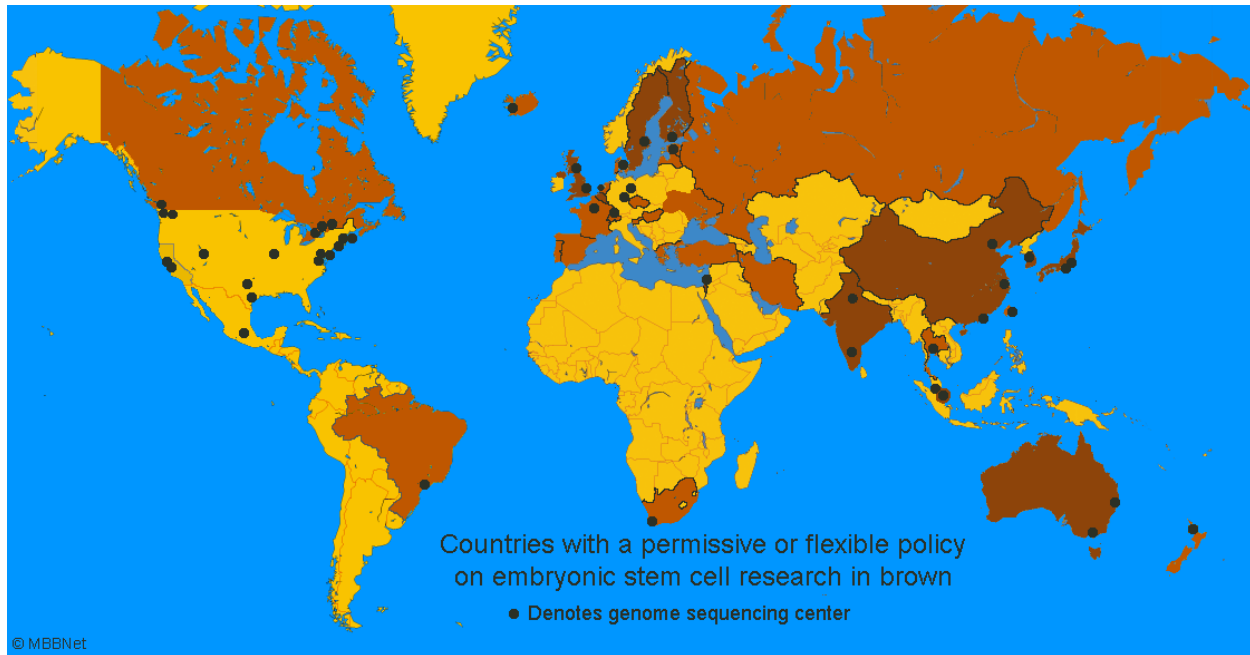 Countries with a permissive or flexible policy
on embryonic stem cell research in brown
● Denotes genome sequencing center
© MBBNet